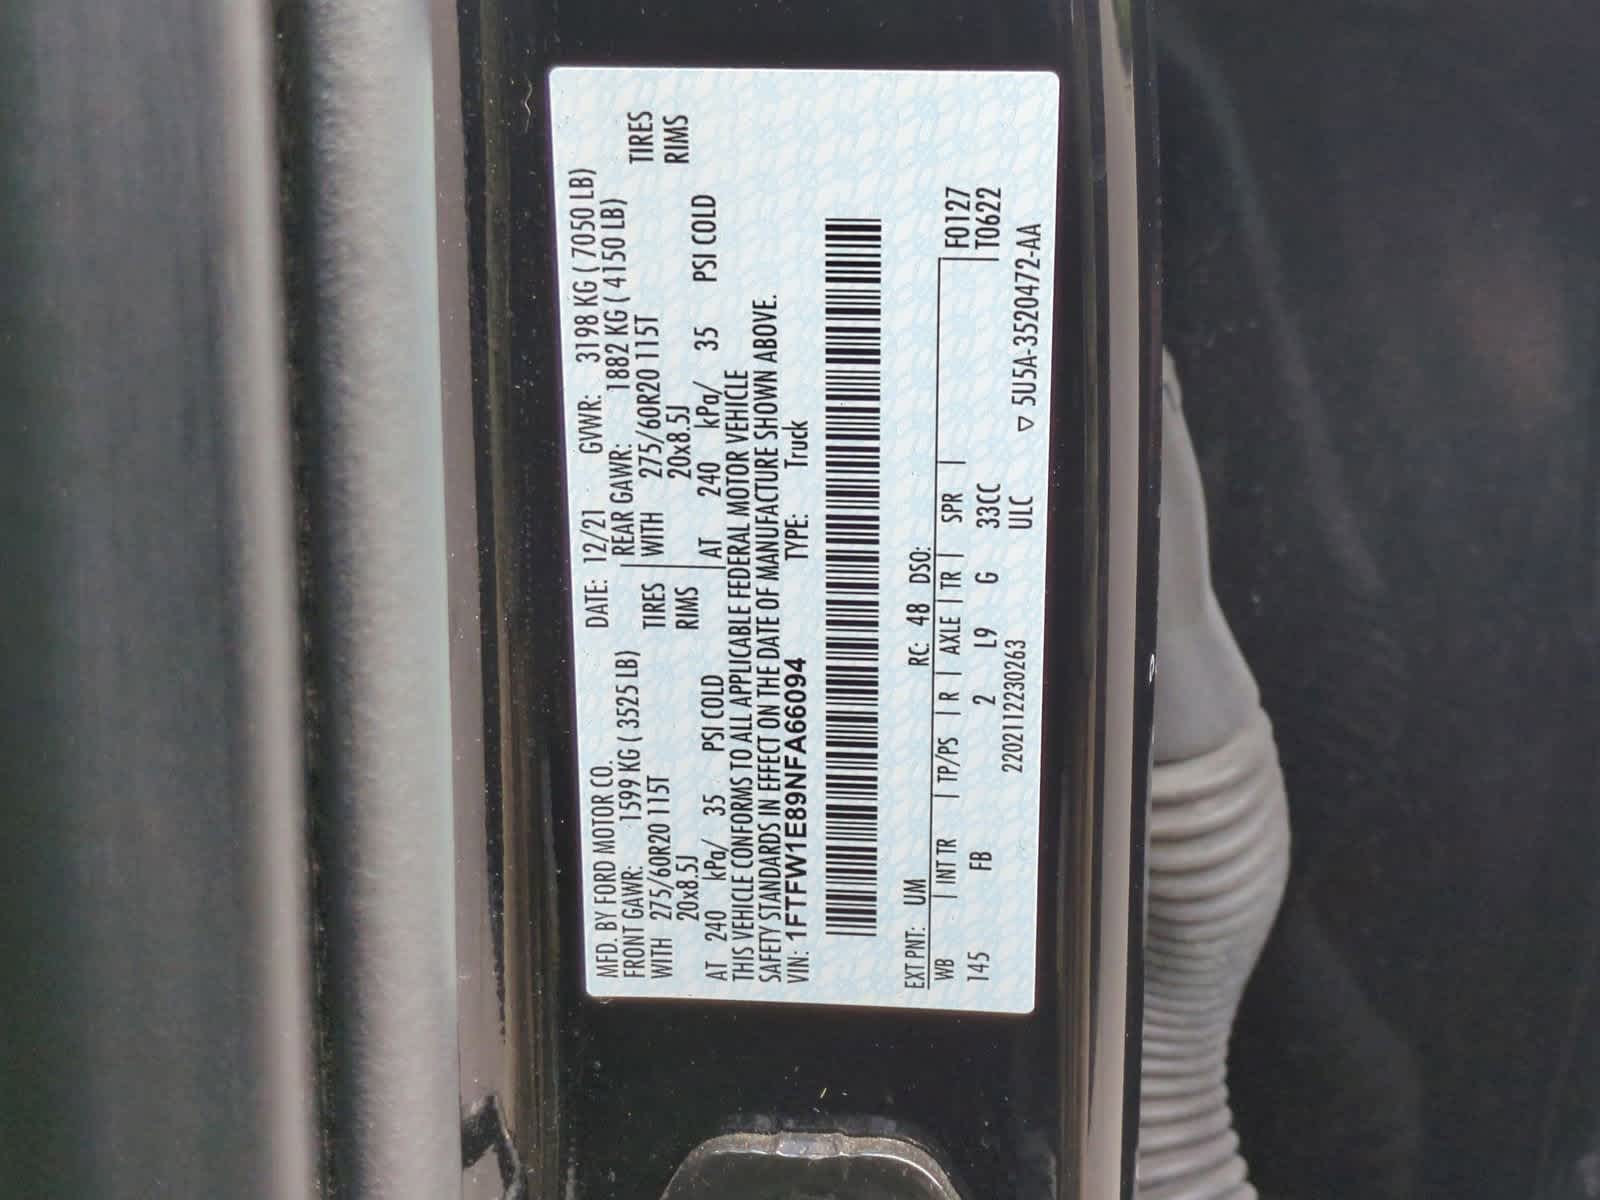 MFD. BY FORD MOTOR CO. DATE: 12/21 GVWR: 3198 KG ( 7050 LB)
FRONT GAWR: 1599 KG ( 3525 LB) REAR GAWR: 1882 KG ( 4150 LB)
WITH 275/60R20 115T TIRES WITH 275/60R20 115T TIRES
20x8.5J RIMS 20x8.5J RIMS
AT 240 kPa/ 35 PSI COLD AT 240 kPa/ 35 PSI COLD
THIS VEHICLE CONFORMS TO ALL APPLICABLE FEDERAL MOTOR VEHICLE
SAFETY STANDARDS IN EFFECT ON THE DATE OF MANUFACTURE SHOWN ABOVE.
VIN: 1FTFW1E89NFA66094 TYPE: Truck
EXT PNT: UM RC: 48 DSO:
WB | INT TR | TP/PS | R | AXLE | TR | SPR | F0127
145 FB 2 L9 G 33CC T0622
22021122230263 ULC ▽ 5U5A-3520472-AA